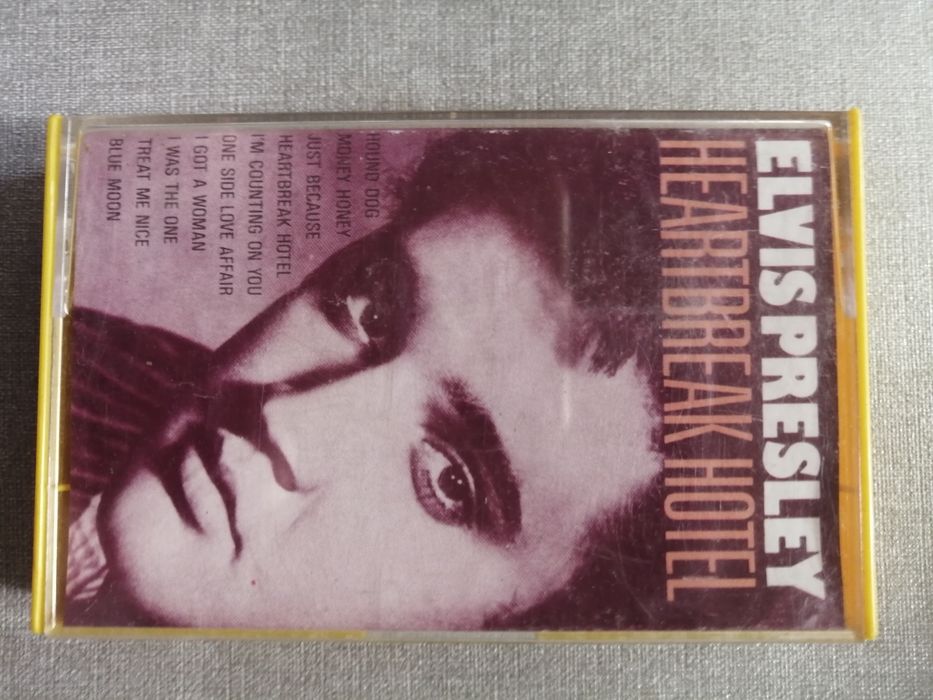 ELVIS PRESLEY
HEARTBREAK HOTEL
HOUND DOG
MONEY HONEY
JUST BECAUSE
HEARTBREAK HOTEL
I'M COUNTING ON YOU
ONE SIDE LOVE AFFAIR
I GOT A WOMAN
I WAS THE ONE
TREAT ME NICE
BLUE MOON